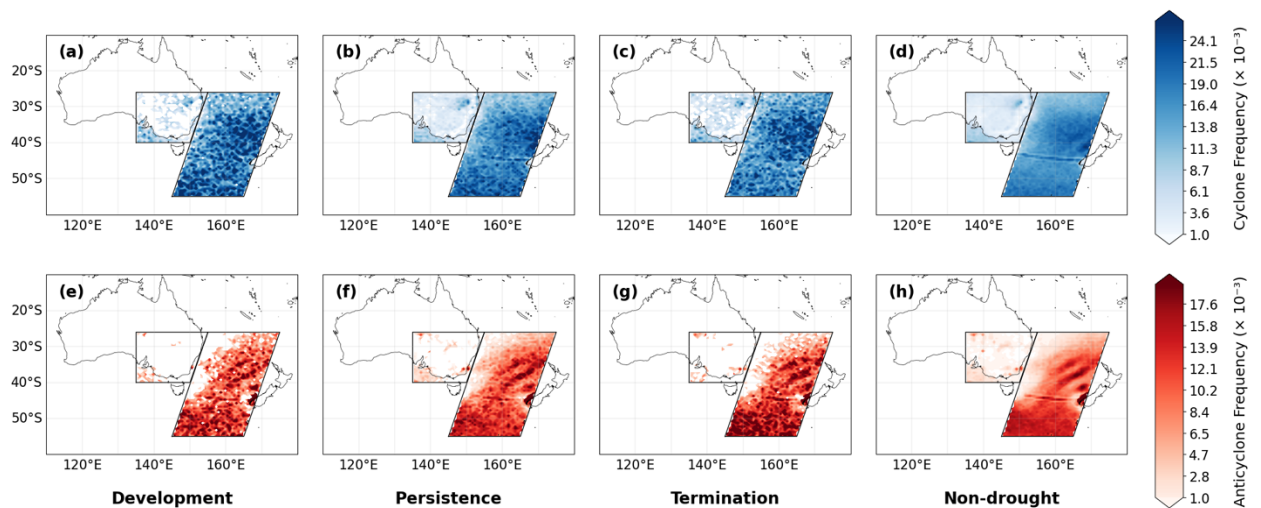 (a) (b) (c) (d)
20°S
30°S
40°S
50°S
120°E 140°E 160°E 120°E 140°E 160°E 120°E 140°E 160°E 120°E 140°E 160°E
24.1
21.5
19.0
16.4
13.8
11.3
8.7
6.1
3.6
1.0
Cyclone Frequency (× 10⁻³)
(e) (f) (g) (h)
20°S
30°S
40°S
50°S
120°E 140°E 160°E 120°E 140°E 160°E 120°E 140°E 160°E 120°E 140°E 160°E
17.6
15.8
13.9
12.1
10.2
8.4
6.5
4.7
2.8
1.0
Anticyclone Frequency (× 10⁻³)
Development Persistence Termination Non-drought